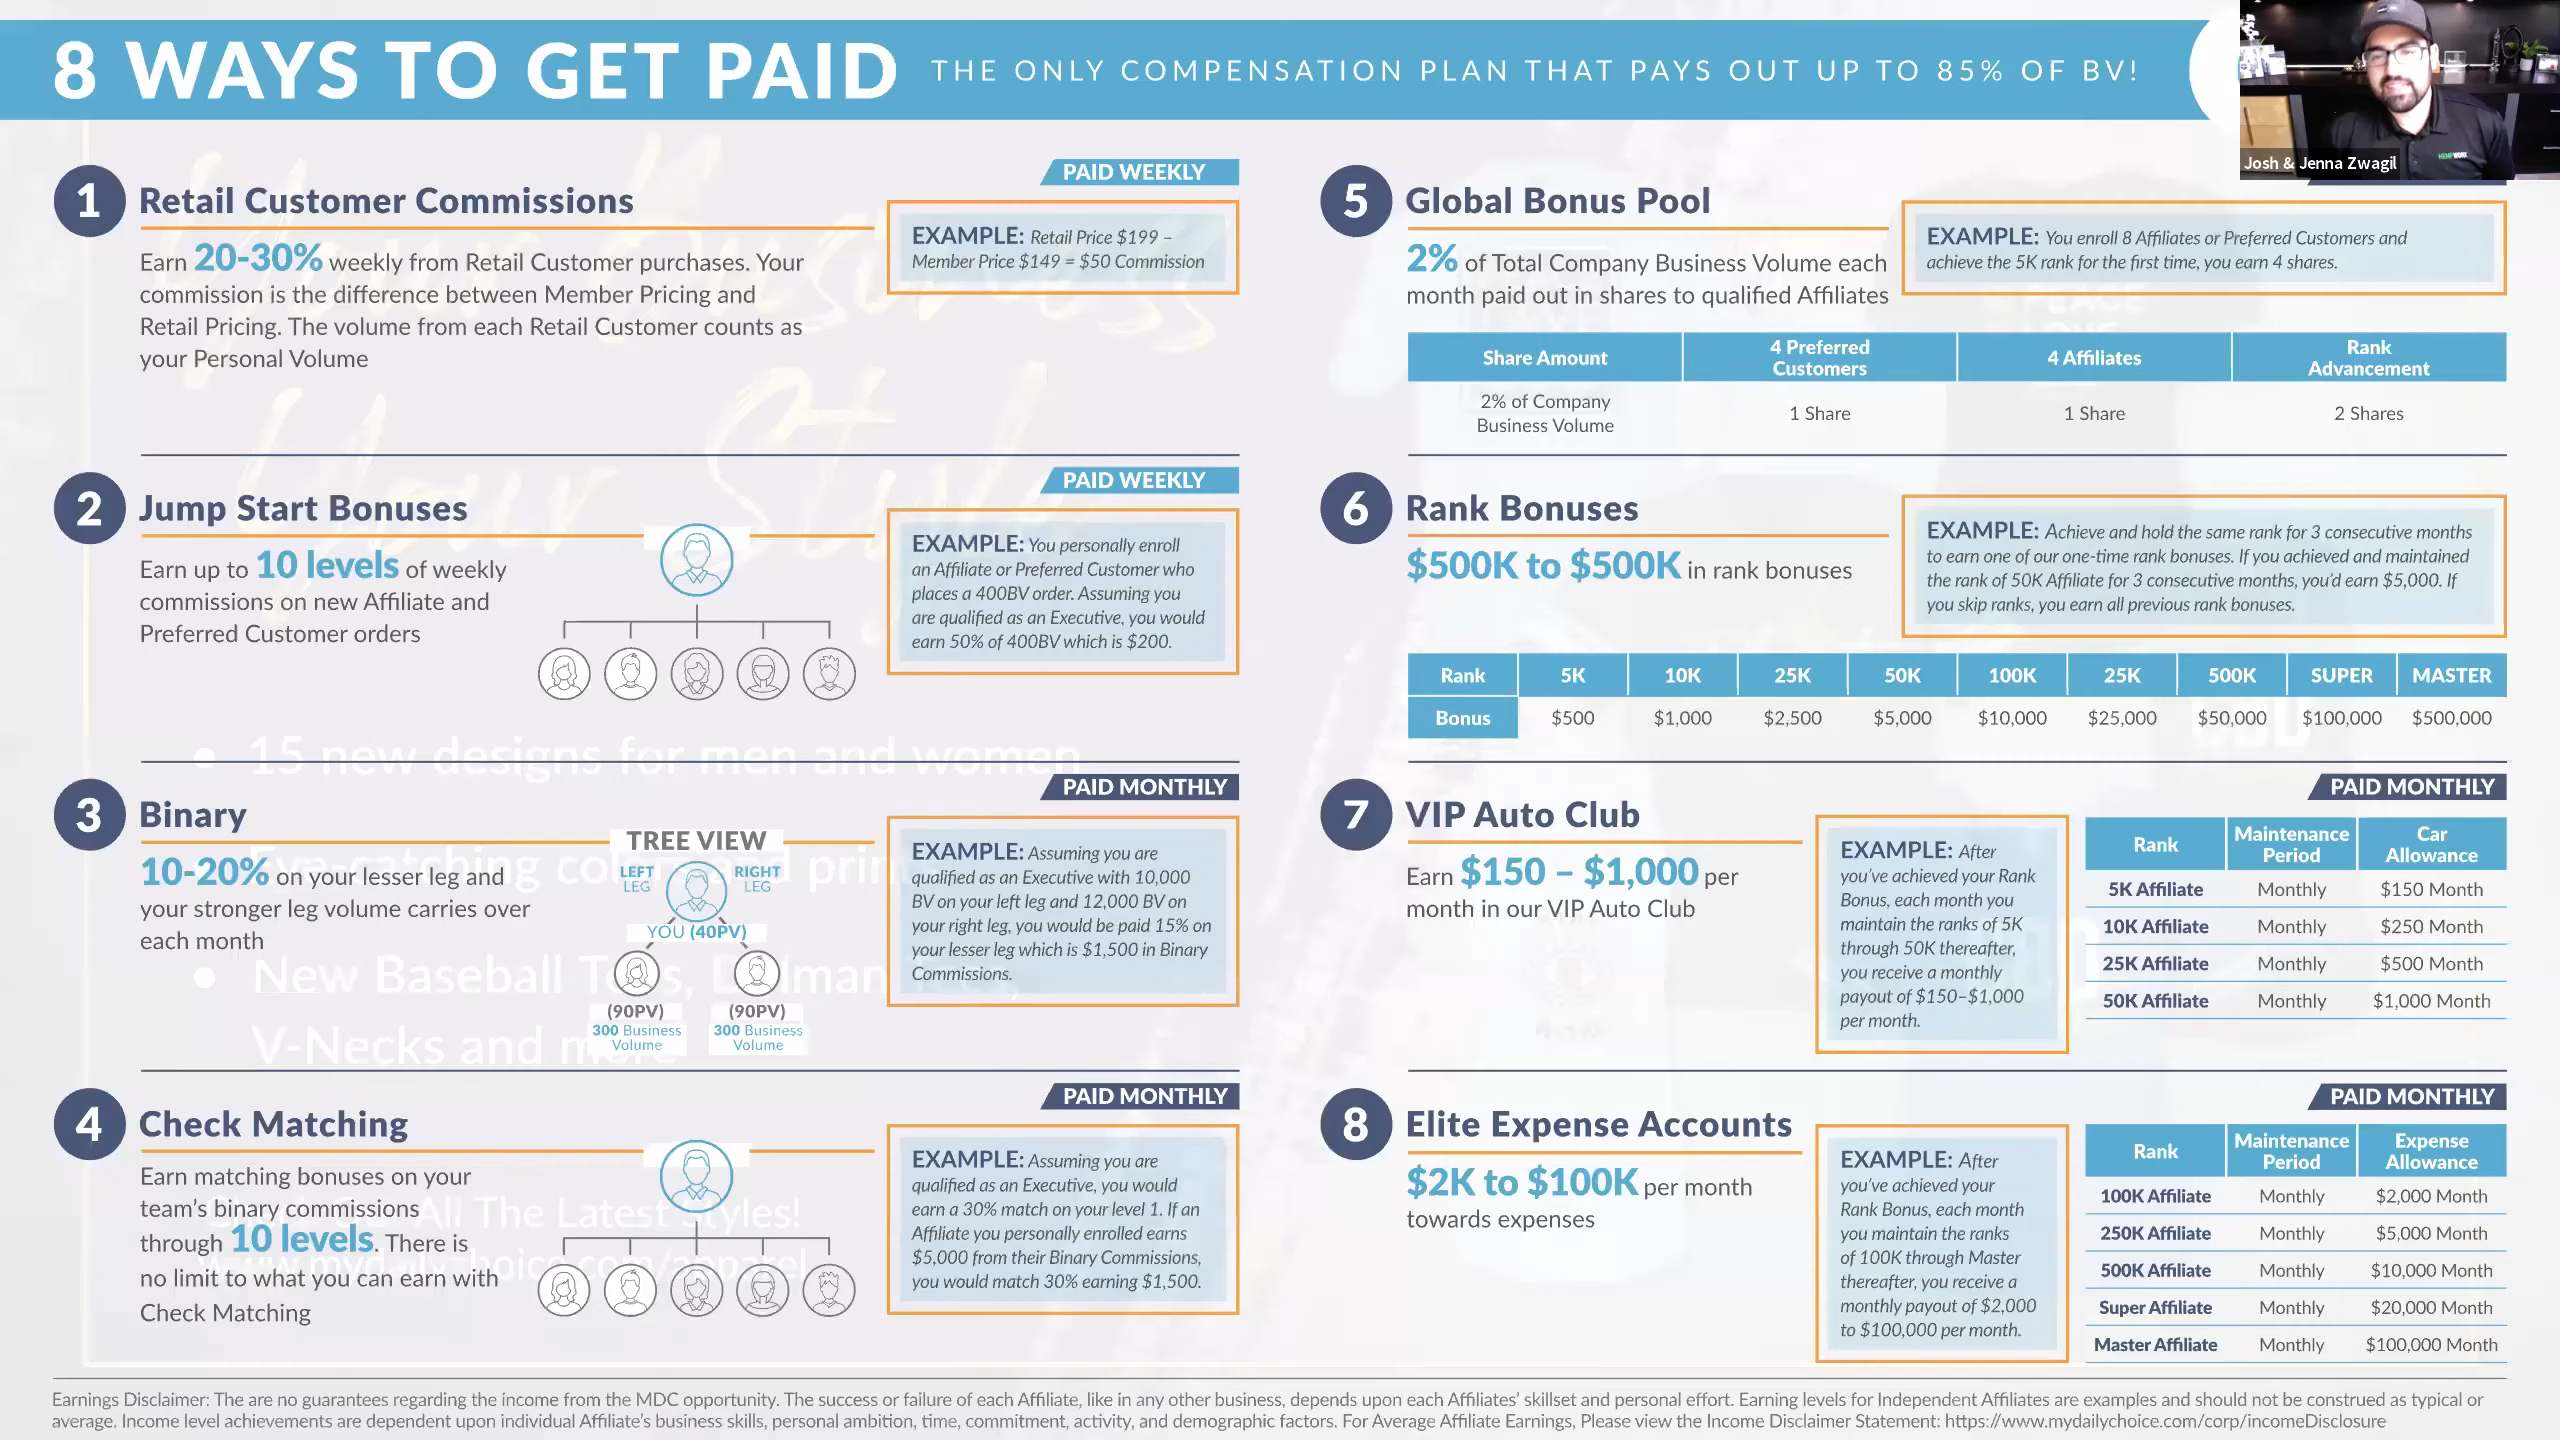 8 WAYS TO GET PAID THE ONLY COMPENSATION PLAN THAT PAYS OUT UP TO 85% OF BV!
Josh & Jenna Zwagil
HEMPWORX
1 Retail Customer Commissions
PAID WEEKLY
Earn 20-30% weekly from Retail Customer purchases. Your
commission is the difference between Member Pricing and
Retail Pricing. The volume from each Retail Customer counts as
your Personal Volume
EXAMPLE: Retail Price $199 –
Member Price $149 = $50 Commission
2 Jump Start Bonuses
PAID WEEKLY
Earn up to 10 levels of weekly
commissions on new Affiliate and
Preferred Customer orders
EXAMPLE: You personally enroll
an Affiliate or Preferred Customer who
places a 400BV order. Assuming you
are qualified as an Executive, you would
earn 50% of 400BV which is $200.
15 new designs for men and women
3 Binary
PAID MONTHLY
10-20% on your lesser leg and
your stronger leg volume carries over
each month
TREE VIEW
LEFT
LEG
RIGHT
LEG
YOU (40PV)
(90PV)
300 Business
Volume
(90PV)
300 Business
Volume
EXAMPLE: Assuming you are
qualified as an Executive with 10,000
BV on your left leg and 12,000 BV on
your right leg, you would be paid 15% on
your lesser leg which is $1,500 in Binary
Commissions.
New Baseball
V-Necks and more
4 Check Matching
PAID MONTHLY
Earn matching bonuses on your
team's binary commissions
through 10 levels. There is
no limit to what you can earn with
Check Matching
All The Latest Styles!
EXAMPLE: Assuming you are
qualified as an Executive, you would
earn a 30% match on your level 1. If an
Affiliate you personally enrolled earns
$5,000 from their Binary Commissions,
you would match 30% earning $1,500.
5 Global Bonus Pool
2% of Total Company Business Volume each
month paid out in shares to qualified Affiliates
EXAMPLE: You enroll 8 Affiliates or Preferred Customers and
achieve the 5K rank for the first time, you earn 4 shares.
Share Amount
4 Preferred
Customers
4 Affiliates
Rank
Advancement
2% of Company
Business Volume
1 Share
1 Share
2 Shares
6 Rank Bonuses
$500K to $500K in rank bonuses
EXAMPLE: Achieve and hold the same rank for 3 consecutive months
to earn one of our one-time rank bonuses. If you achieved and maintained
the rank of 50K Affiliate for 3 consecutive months, you'd earn $5,000. If
you skip ranks, you earn all previous rank bonuses.
Rank 5K 10K 25K 50K 100K 25K 500K SUPER MASTER
Bonus $500 $1,000 $2,500 $5,000 $10,000 $25,000 $50,000 $100,000 $500,000
7 VIP Auto Club
PAID MONTHLY
Earn $150 – $1,000 per
month in our VIP Auto Club
EXAMPLE: After
you've achieved your Rank
Bonus, each month you
maintain the ranks of 5K
through 50K thereafter,
you receive a monthly
payout of $150–$1,000
per month.
Rank
Maintenance
Period
Car
Allowance
5K Affiliate Monthly $150 Month
10K Affiliate Monthly $250 Month
25K Affiliate Monthly $500 Month
50K Affiliate Monthly $1,000 Month
8 Elite Expense Accounts
PAID MONTHLY
$2K to $100K per month
towards expenses
EXAMPLE: After
you've achieved your
Rank Bonus, each month
you maintain the ranks
of 100K through Master
thereafter, you receive a
monthly payout of $2,000
to $100,000 per month.
Rank
Maintenance
Period
Expense
Allowance
100K Affiliate Monthly $2,000 Month
250K Affiliate Monthly $5,000 Month
500K Affiliate Monthly $10,000 Month
Super Affiliate Monthly $20,000 Month
Master Affiliate Monthly $100,000 Month
Earnings Disclaimer: The are no guarantees regarding the income from the MDC opportunity. The success or failure of each Affiliate, like in any other business, depends upon each Affiliates' skillset and personal effort. Earning levels for Independent Affiliates are examples and should not be construed as typical or
average. Income level achievements are dependent upon individual Affiliate's business skills, personal ambition, time, commitment, activity, and demographic factors. For Average Affiliate Earnings, Please view the Income Disclaimer Statement: https://www.mydailychoice.com/corp/incomeDisclosure